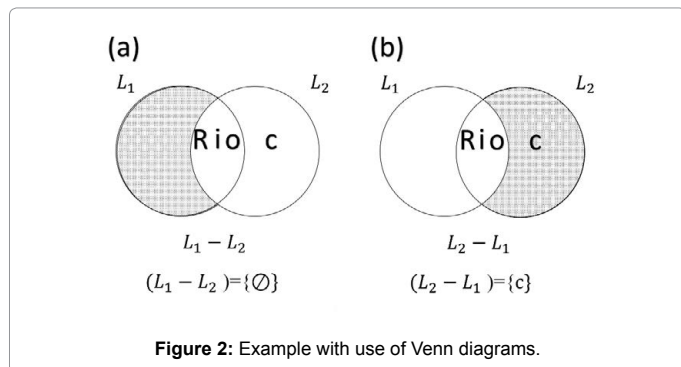 (a)
L₁ L₂
Rio c
L₁ − L₂
(L₁ − L₂ )={∅}
(b)
L₁ L₂
Rio c
L₂ − L₁
(L₂ − L₁ )={c}
Figure 2: Example with use of Venn diagrams.